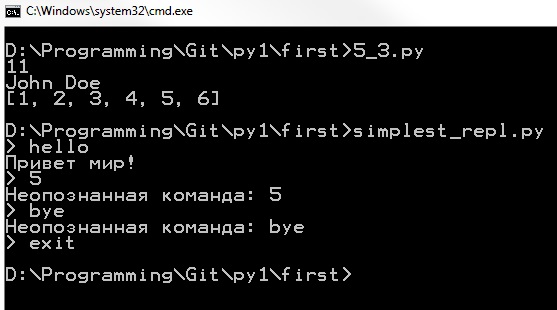 C:\Windows\system32\cmd.exe
D:\Programming\Git\py1\first>5_3.py
11
John Doe
[1, 2, 3, 4, 5, 6]
D:\Programming\Git\py1\first>simplest_repl.py
> hello
Привет мир!
> 5
Неопознанная команда: 5
> bye
Неопознанная команда: bye
> exit
D:\Programming\Git\py1\first>